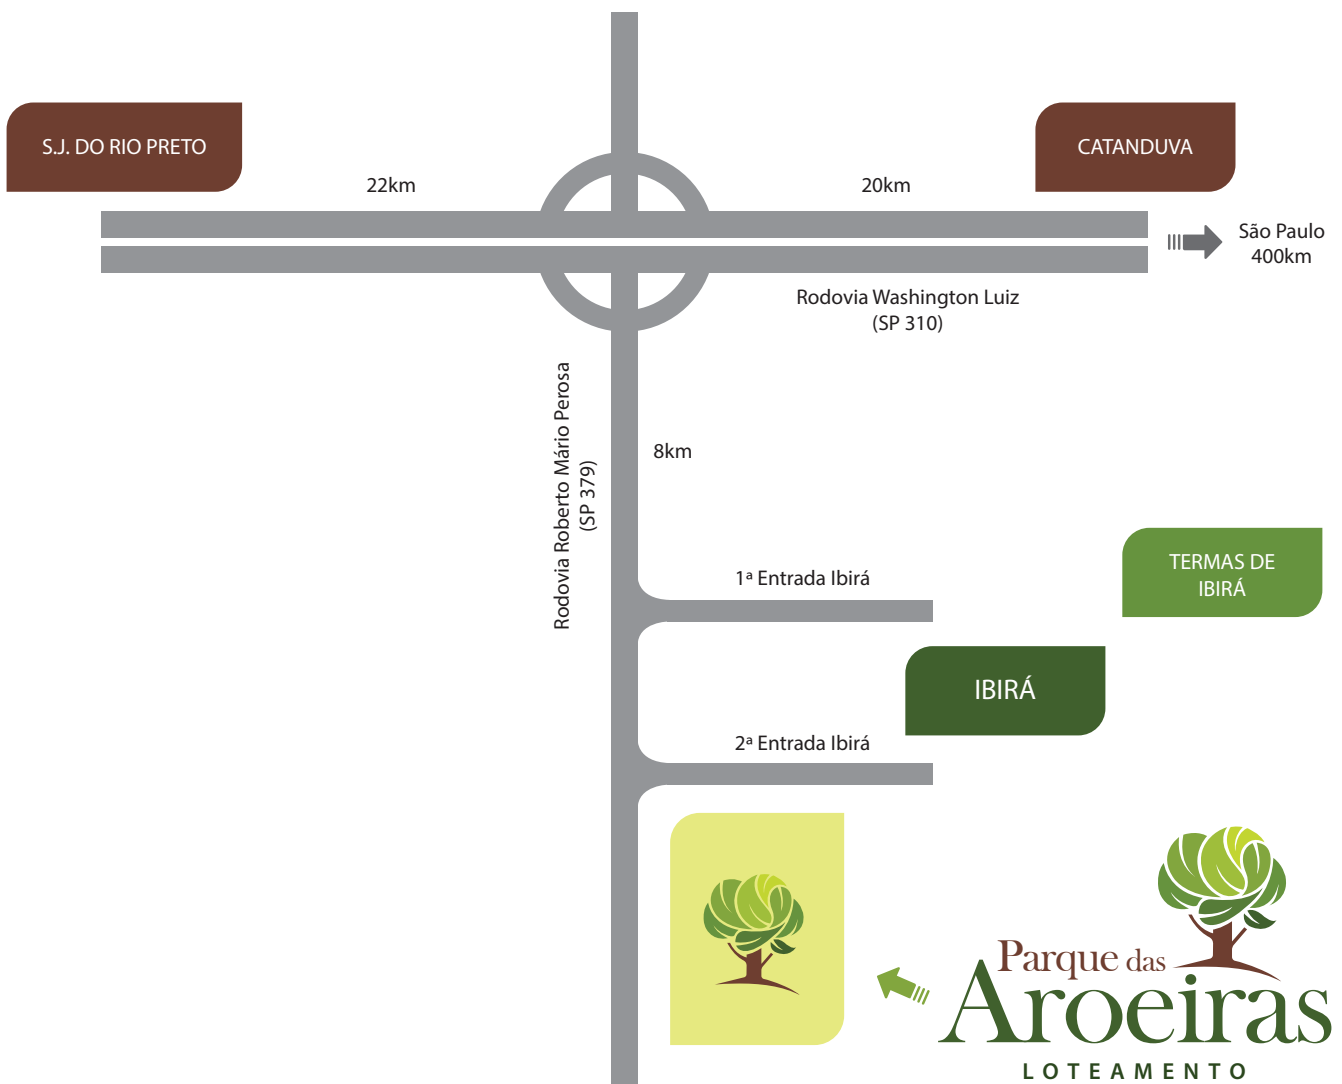 S.J. DO RIO PRETO
CATANDUVA
22km
20km
São Paulo
400km
Rodovia Washington Luiz
(SP 310)
Rodovia Roberto Mário Perosa
(SP 379)
8km
TERMAS DE
IBIRÁ
1ª Entrada Ibirá
IBIRÁ
2ª Entrada Ibirá
Parque das
Aroeiras
LOTEAMENTO